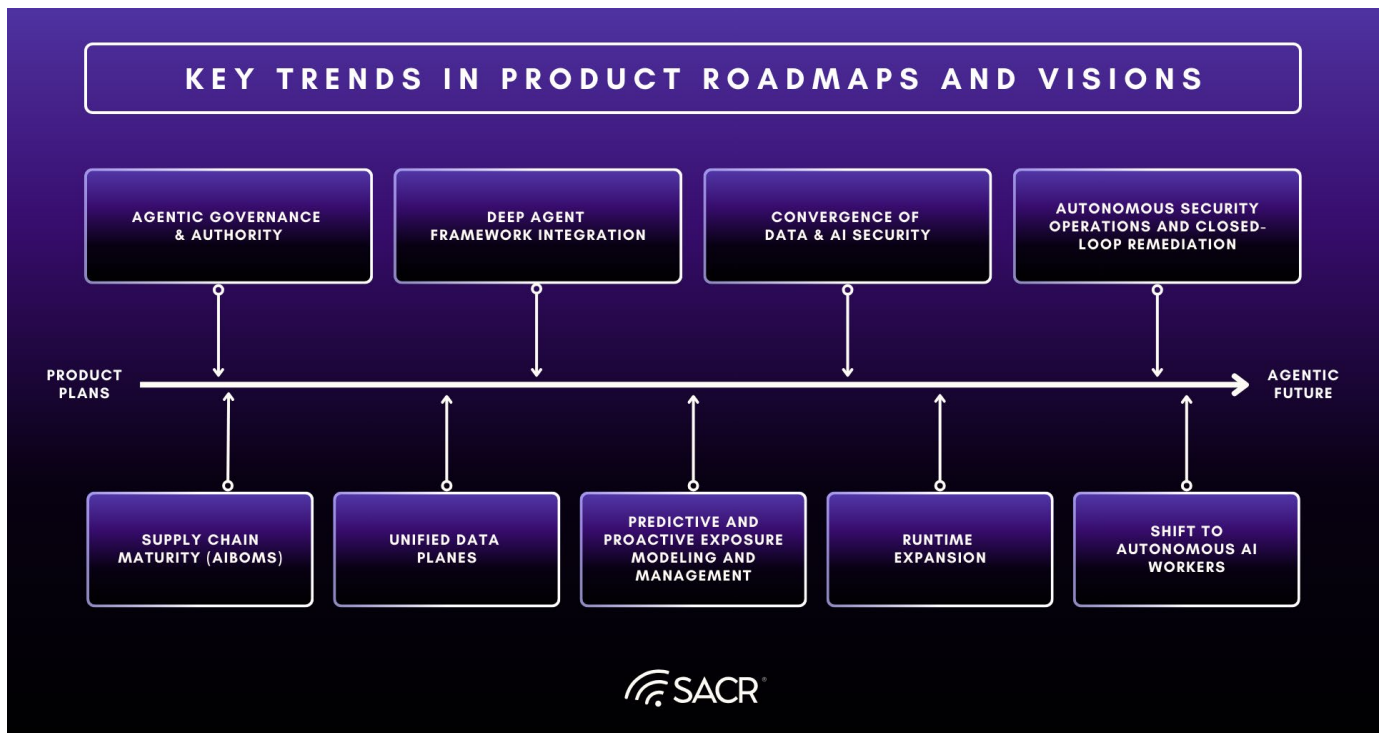 KEY TRENDS IN PRODUCT ROADMAPS AND VISIONS
AGENTIC GOVERNANCE
& AUTHORITY
DEEP AGENT
FRAMEWORK INTEGRATION
CONVERGENCE OF
DATA & AI SECURITY
AUTONOMOUS SECURITY
OPERATIONS AND CLOSED-
LOOP REMEDIATION
PRODUCT
PLANS
AGENTIC
FUTURE
SUPPLY CHAIN
MATURITY (AIBOMS)
UNIFIED DATA
PLANES
PREDICTIVE AND
PROACTIVE EXPOSURE
MODELING AND
MANAGEMENT
RUNTIME
EXPANSION
SHIFT TO
AUTONOMOUS AI
WORKERS
SACR®